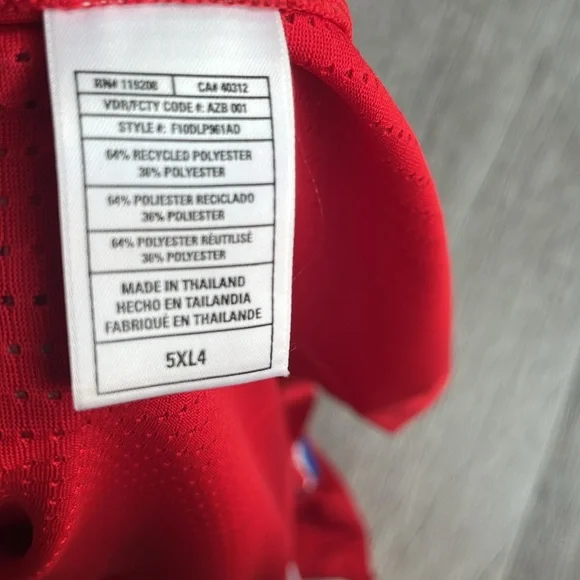 RN# 119208 CA# 40312
VDR/FCTY CODE #: AZB 001
STYLE #: F10DLP961AD
64% RECYCLED POLYESTER
36% POLYESTER
64% POLIESTER RECICLADO
36% POLIESTER
64% POLYESTER RÉUTILISÉ
36% POLYESTER
MADE IN THAILAND
HECHO EN TAILANDIA
FABRIQUÉ EN THAILANDE
5XL4